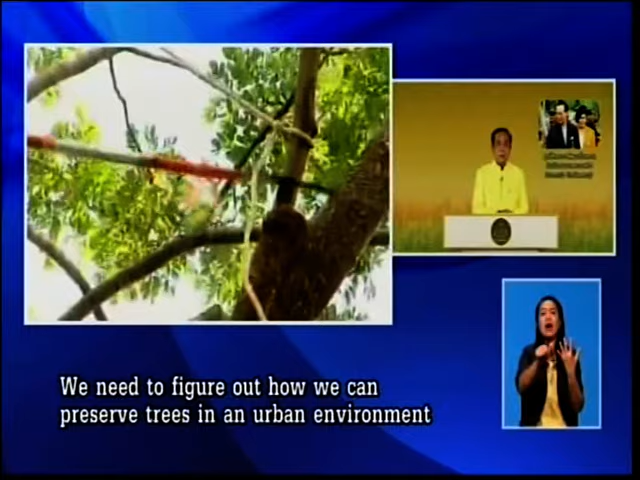 We need to figure out how we can
preserve trees in an urban environment